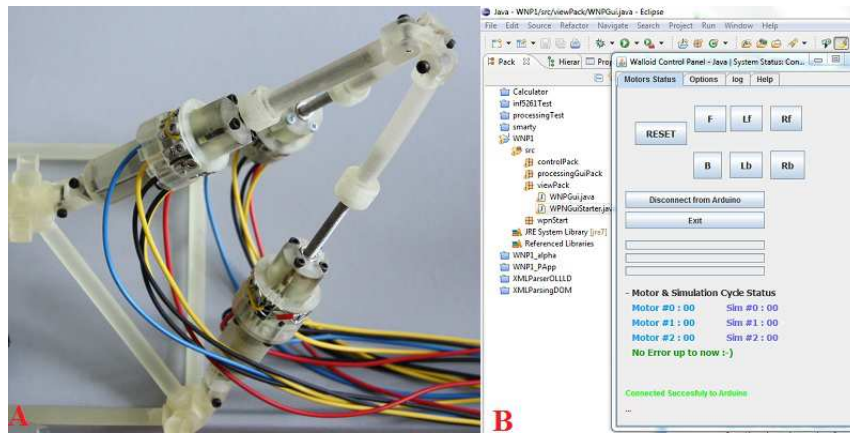 A
B
Java - WNP1/src/viewPack/WNPGui.java - Eclipse
File Edit Source Refactor Navigate Search Project Run Window Help
Pack Hierar Pro
Calculator
inf5261Test
processingTest
smarty
WNP1
src
controlPack
processingGuiPack
viewPack
WNPGui.java
WPNGuiStarter.java
wpnStart
JRE System Library [jre7]
Referenced Libraries
WNP1_alpha
WNP1_PApp
XMLParserOLLLD
XMLParsingDOM
Walloid Control Panel - Java | System Status: Con...
Motors Status Options log Help
RESET F Lf Rf
B Lb Rb
Disconnect from Arduino
Exit
- Motor & Simulation Cycle Status
Motor #0 : 00 Sim #0 : 00
Motor #1 : 00 Sim #1 : 00
Motor #2 : 00 Sim #2 : 00
No Error up to now :-)
Connected Succesfuly to Arduino
...